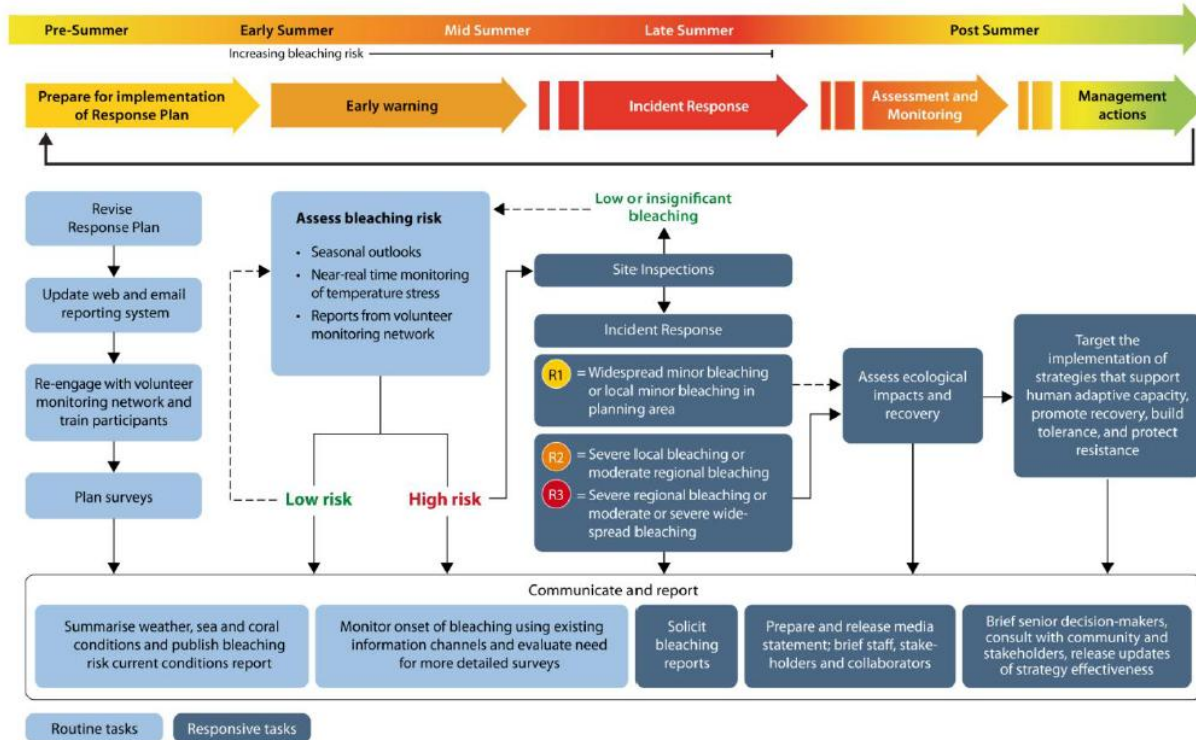 Pre-Summer
Early Summer
Mid Summer
Late Summer
Post Summer
Increasing bleaching risk
Prepare for implementation
of Response Plan
Early warning
Incident Response
Assessment and
Monitoring
Management
actions
Revise
Response Plan
Update web and email
reporting system
Re-engage with volunteer
monitoring network and
train participants
Plan surveys
Assess bleaching risk
• Seasonal outlooks
• Near-real time monitoring
of temperature stress
• Reports from volunteer
monitoring network
Low risk
High risk
Low or insignificant
bleaching
Site Inspections
Incident Response
R1 = Widespread minor bleaching
or local minor bleaching in
planning area
R2 = Severe local bleaching or
moderate regional bleaching
R3 = Severe regional bleaching or
moderate or severe wide-
spread bleaching
Assess ecological
impacts and
recovery
Target the
implementation of
strategies that support
human adaptive capacity,
promote recovery, build
tolerance, and protect
resistance
Communicate and report
Summarise weather, sea and coral
conditions and publish bleaching
risk current conditions report
Monitor onset of bleaching using existing
information channels and evaluate need
for more detailed surveys
Solicit
bleaching
reports
Prepare and release media
statement; brief staff, stake-
holders and collaborators
Brief senior decision-makers,
consult with community and
stakeholders, release updates
of strategy effectiveness
Routine tasks
Responsive tasks